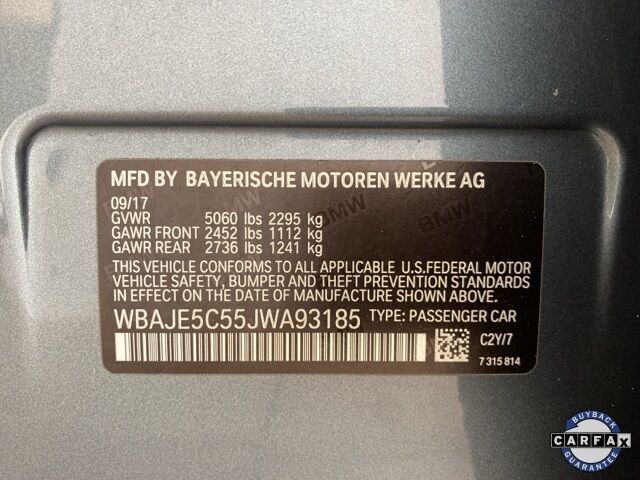 MFD BY BAYERISCHE MOTOREN WERKE AG
09/17
GVWR 5060 lbs 2295 kg
GAWR FRONT 2452 lbs 1112 kg
GAWR REAR 2736 lbs 1241 kg
THIS VEHICLE CONFORMS TO ALL APPLICABLE U.S.FEDERAL MOTOR
VEHICLE SAFETY, BUMPER AND THEFT PREVENTION STANDARDS
IN EFFECT ON THE DATE OF MANUFACTURE SHOWN ABOVE.
WBAJE5C55JWA93185 TYPE: PASSENGER CAR
C2Y/7
7 315 814
BMW
BMW
BUYBACK
CARFAX
GUARANTEE